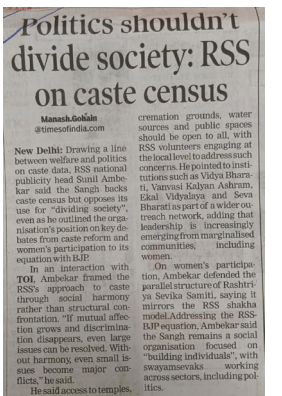 Politics shouldn't
divide society: RSS
on caste census
Manash.Gohain
@timesofindia.com
New Delhi: Drawing a line
between welfare and politics
on caste data, RSS national
publicity head Sunil Ambe-
kar said the Sangh backs
caste census but opposes its
use for "dividing society",
even as he outlined the orga-
nisation's position on key de-
bates from caste reform and
women's participation to its
equation with BJP.
In an interaction with
TOI, Ambekar framed the
RSS's approach to caste
through social harmony
rather than structural con-
frontation. "If mutual affec-
tion grows and discrimina-
tion disappears, even large
issues can be resolved. With-
out harmony, even small is-
sues become major con-
flicts," he said.
He said access to temples,
cremation grounds, water
sources and public spaces
should be open to all, with
RSS volunteers engaging at
the local level to address such
concerns. He pointed to insti-
tutions such as Vidya Bhara-
ti, Vanvasi Kalyan Ashram,
Ekal Vidyalaya and Seva
Bharat as part of a wider ou-
treach network, adding that
leadership is increasingly
emerging from marginalised
communities, including
women.
On women's participa-
tion, Ambekar defended the
parallel structure of Rashtri-
ya Sevika Samiti, saying it
mirrors the RSS shakha
model. Addressing the RSS-
BJP equation, Ambekar said
the Sangh remains a social
organisation focused on
"building individuals", with
swayamsevaks working
across sectors, including pol-
itics.